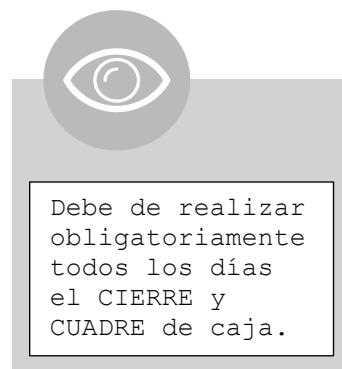 Debe de realizar
obligatoriamente
todos los días
el CIERRE y
CUADRE de caja.